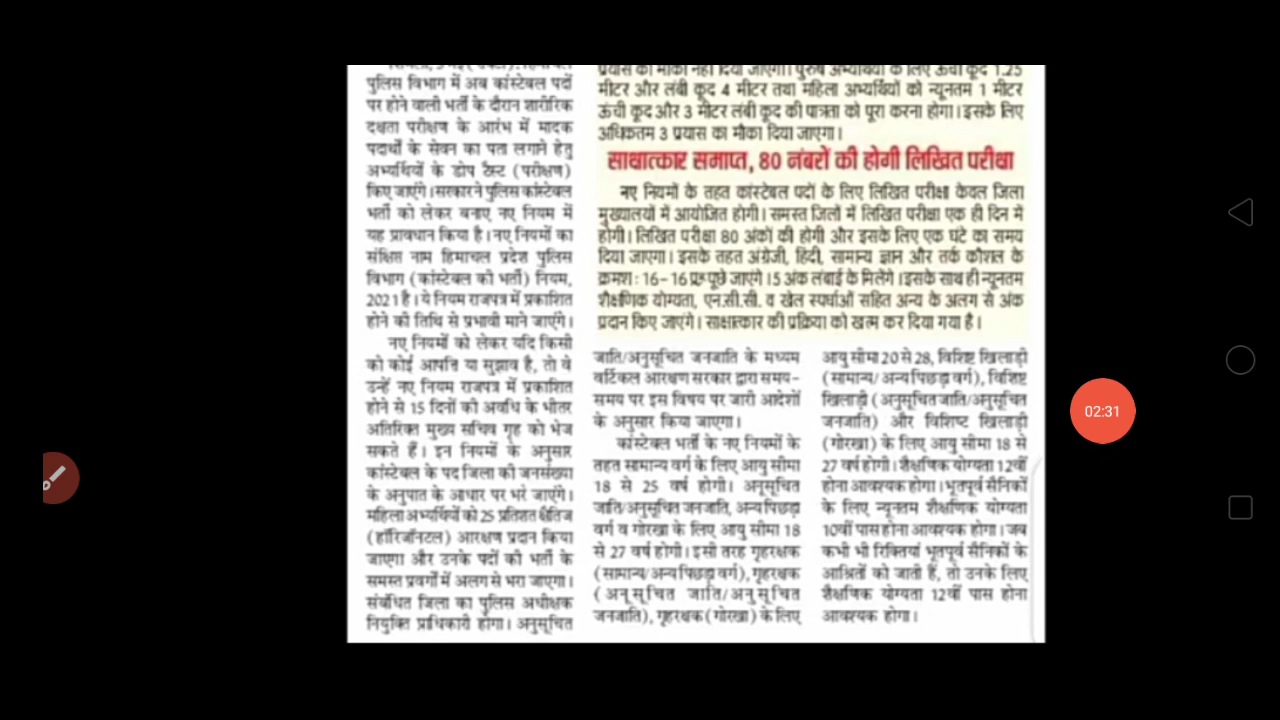 पुलिस विभाग में अब कांस्टेबल पदों
पर होने वाली भर्ती के दौरान शारीरिक
दक्षता परीक्षण के आरंभ में मादक
पदार्थों के सेवन का पता लगाने हेतु
अभ्यर्थियों के डोप टैस्ट (परीक्षण)
किए जाएंगे। सरकार ने पुलिस कांस्टेबल
भर्ती को लेकर बनाए नए नियम में
यह प्रावधान किया है। नए नियमों का
संक्षिप्त नाम हिमाचल प्रदेश पुलिस
विभाग (कांस्टेबल की भर्ती) नियम,
2021 है। ये नियम राजपत्र में प्रकाशित
होने की तिथि से प्रभावी माने जाएंगे।
नए नियमों को लेकर यदि किसी
को कोई आपत्ति या सुझाव है, तो वे
उन्हें नए नियम राजपत्र में प्रकाशित
होने से 15 दिनों की अवधि के भीतर
अतिरिक्त मुख्य सचिव गृह को भेज
सकते हैं। इन नियमों के अनुसार
कांस्टेबल के पद जिला की जनसंख्या
के अनुपात के आधार पर भरे जाएंगे।
महिला अभ्यर्थियों को 25 प्रतिशत क्षैतिज
(हॉरिजॉनटल) आरक्षण प्रदान किया
जाएगा और उनके पदों की भर्ती के
समस्त प्रवर्गों में अलग से भरा जाएगा।
संबंधित जिला का पुलिस अधीक्षक
नियुक्ति प्राधिकारी होगा। अनुसूचित
प्रयास का मौका नहीं दिया जाएगा। पुरुष अभ्यर्थियों के लिए ऊंची कूद 1.25
मीटर और लंबी कूद 4 मीटर तथा महिला अभ्यर्थियों को न्यूनतम 1 मीटर
ऊंची कूद और 3 मीटर लंबी कूद की पात्रता को पूरा करना होगा। इसके लिए
अधिकतम 3 प्रयास का मौका दिया जाएगा।
साक्षात्कार समाप्त, 80 नंबरों की होगी लिखित परीक्षा
नए नियमों के तहत कांस्टेबल पदों के लिए लिखित परीक्षा केवल जिला
मुख्यालयों में आयोजित होगी। समस्त जिलों में लिखित परीक्षा एक ही दिन में
होगी। लिखित परीक्षा 80 अंकों की होगी और इसके लिए एक घंटे का समय
दिया जाएगा। इसके तहत अंग्रेजी, हिंदी, सामान्य ज्ञान और तर्क कौशल के
क्रमश: 16-16 प्रश्न पूछे जाएंगे। 5 अंक लंबाई के मिलेंगे। इसके साथ ही न्यूनतम
शैक्षणिक योग्यता, एन.सी.सी. व खेल स्पर्धाओं सहित अन्य के अलग से अंक
प्रदान किए जाएंगे। साक्षात्कार की प्रक्रिया को खत्म कर दिया गया है।
जाति/अनुसूचित जनजाति के मध्यम
वर्टिकल आरक्षण सरकार द्वारा समय-
समय पर इस विषय पर जारी आदेशों
के अनुसार किया जाएगा।
कांस्टेबल भर्ती के नए नियमों के
तहत सामान्य वर्ग के लिए आयु सीमा
18 से 25 वर्ष होगी। अनुसूचित
जाति/अनुसूचित जनजाति, अन्य पिछड़ा
वर्ग व गोरखा के लिए आयु सीमा 18
से 27 वर्ष होगी। इसी तरह गृहरक्षक
(सामान्य/अन्य पिछड़ा वर्ग), गृहरक्षक
(अनुसूचित जाति/अनुसूचित
जनजाति), गृहरक्षक (गोरखा) के लिए
आयु सीमा 20 से 28, विशिष्ट खिलाड़ी
(सामान्य/अन्य पिछड़ा वर्ग), विशिष्ट
खिलाड़ी (अनुसूचित जाति/अनुसूचित
जनजाति) और विशिष्ट खिलाड़ी
(गोरखा) के लिए आयु सीमा 18 से
27 वर्ष होगी। शैक्षणिक योग्यता 12वीं
होना आवश्यक होगा। भूतपूर्व सैनिकों
के लिए न्यूनतम शैक्षणिक योग्यता
10वीं पास होना आवश्यक होगा। जब
कभी भी रिक्तियां भूतपूर्व सैनिकों के
आश्रितों को जाती हैं, तो उनके लिए
शैक्षणिक योग्यता 12वीं पास होना
आवश्यक होगा।
02:31